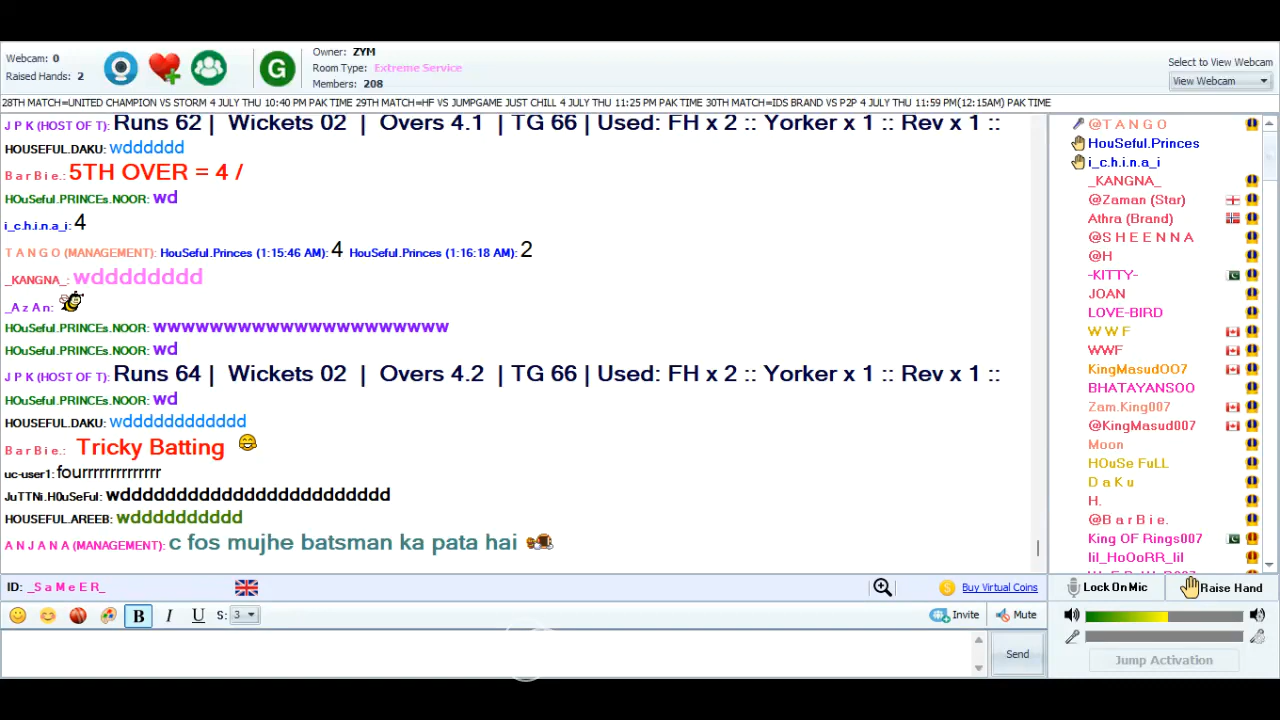 Webcam: 0
Raised Hands: 2
G
Owner: ZYM
Room Type: Extreme Service
Members: 208
Select to View Webcam
View Webcam
28TH MATCH=UNITED CHAMPION VS STORM 4 JULY THU 10:40 PM PAK TIME 29TH MATCH=HF VS JUMPGAME JUST CHILL 4 JULY THU 11:25 PM PAK TIME 30TH MATCH=IDS BRAND VS P2P 4 JULY THU 11:59 PM(12:15AM) PAK TIME
J P K (HOST OF T): Runs 62 | Wickets 02 | Overs 4.1 | TG 66 | Used: FH x 2 :: Yorker x 1 :: Rev x 1 ::
HOUSEFUL.DAKU: wdddddd
B a r B i e.: 5TH OVER = 4 /
HOuSeful.PRINCEs.NOOR: wd
i_c.h.i.n.a_i: 4
T A N G O (MANAGEMENT): HouSeful.Princes (1:15:46 AM): 4 HouSeful.Princes (1:16:18 AM): 2
_KANGNA_: wdddddddd
_A z A n:
HOuSeful.PRINCEs.NOOR: wwwwwwwwwwwwwwwwwwwww
HOuSeful.PRINCEs.NOOR: wd
J P K (HOST OF T): Runs 64 | Wickets 02 | Overs 4.2 | TG 66 | Used: FH x 2 :: Yorker x 1 :: Rev x 1 ::
HOuSeful.PRINCEs.NOOR: wd
HOUSEFUL.DAKU: wdddddddddddd
B a r B i e.: Tricky Batting
uc-user1: fourrrrrrrrrrrrrr
JuTTNi.H0uSeFul: wdddddddddddddddddddddddd
HOUSEFUL.AREEB: wdddddddddd
A N J A N A (MANAGEMENT): c fos mujhe batsman ka pata hai
@T A N G O
HouSeful.Princes
i_c.h.i.n.a_i
_KANGNA_
@Zaman (Star)
Athra (Brand)
@S H E E N N A
@H
-KITTY-
JOAN
LOVE-BIRD
W W F
WWF
KingMasudOO7
BHATAYANSOO
Zam.King007
@KingMasud007
Moon
HOuSe FuLL
D a K u
H.
@B a r B i e.
King OF Rings007
lil_HoOoRR_lil
ID: _S a M e E R_
Buy Virtual Coins
Lock On Mic
Raise Hand
B I U S: 3
Invite
Mute
Send
Jump Activation